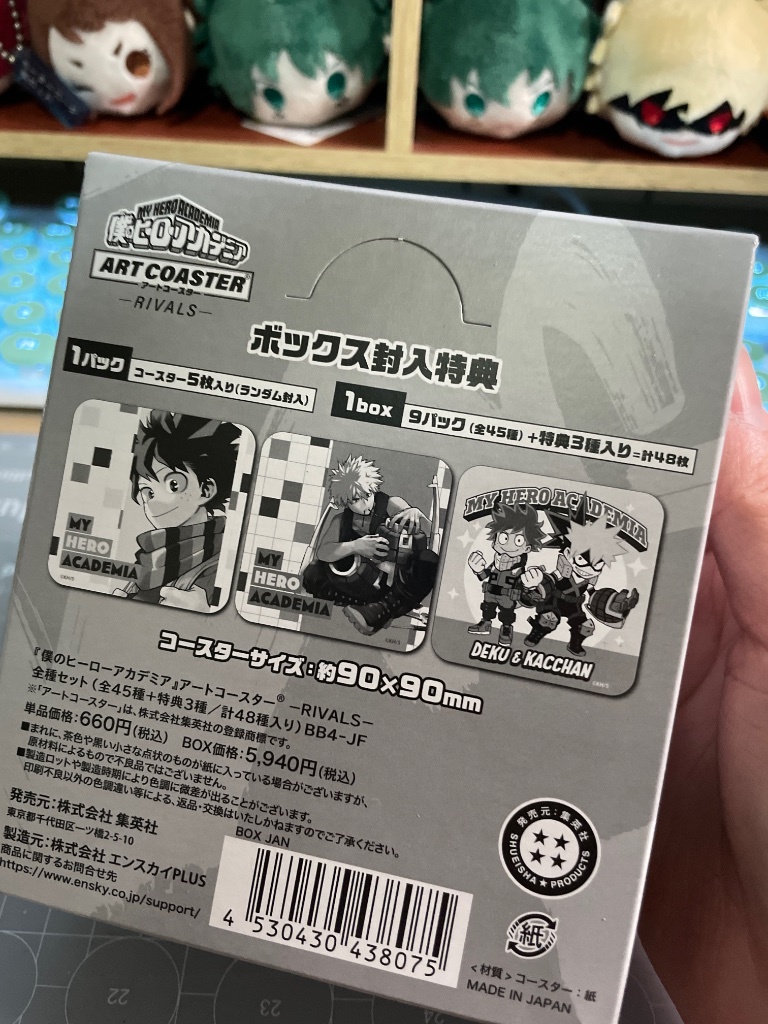 MY HERO ACADEMIA
僕のヒーローアカデミア
ART COASTER®
アートコースター
—RIVALS—
ボックス封入特典
1パック コースター5枚入り(ランダム封入)
1box 9パック(全45種)+特典3種入り=計48枚
MY
HERO
ACADEMIA
©KH/S
MY
HERO
ACADEMIA
©KH/S
MY HERO ACADEMIA
DEKU & KACCHAN
©KH/S
コースターサイズ:約90×90mm
『僕のヒーローアカデミア』アートコースター® —RIVALS—
全種セット(全45種+特典3種/計48種入り) BB4-JF
※「アートコースター」は、株式会社集英社の登録商標です。
単品価格:660円(税込) BOX価格:5,940円(税込)
■まれに、茶色や黒い小さな点状のものが紙に入っている場合がございますが、
原材料によるもので不良品ではございません。
■製造ロットや製造時期により色調に微差が出ることがございます。
印刷不良以外の色調違い等による、返品・交換はいたしかねますのでご了承ください。
発売元:株式会社 集英社
東京都千代田区一ツ橋2-5-10
製造元:株式会社 エンスカイPLUS
商品に関するお問合せ先
https://www.ensky.co.jp/support/
BOX JAN
4 530430 438075
発売元:集英社
SHUEISHA★PRODUCTS
紙
<材質>コースター:紙
MADE IN JAPAN
22
23
24